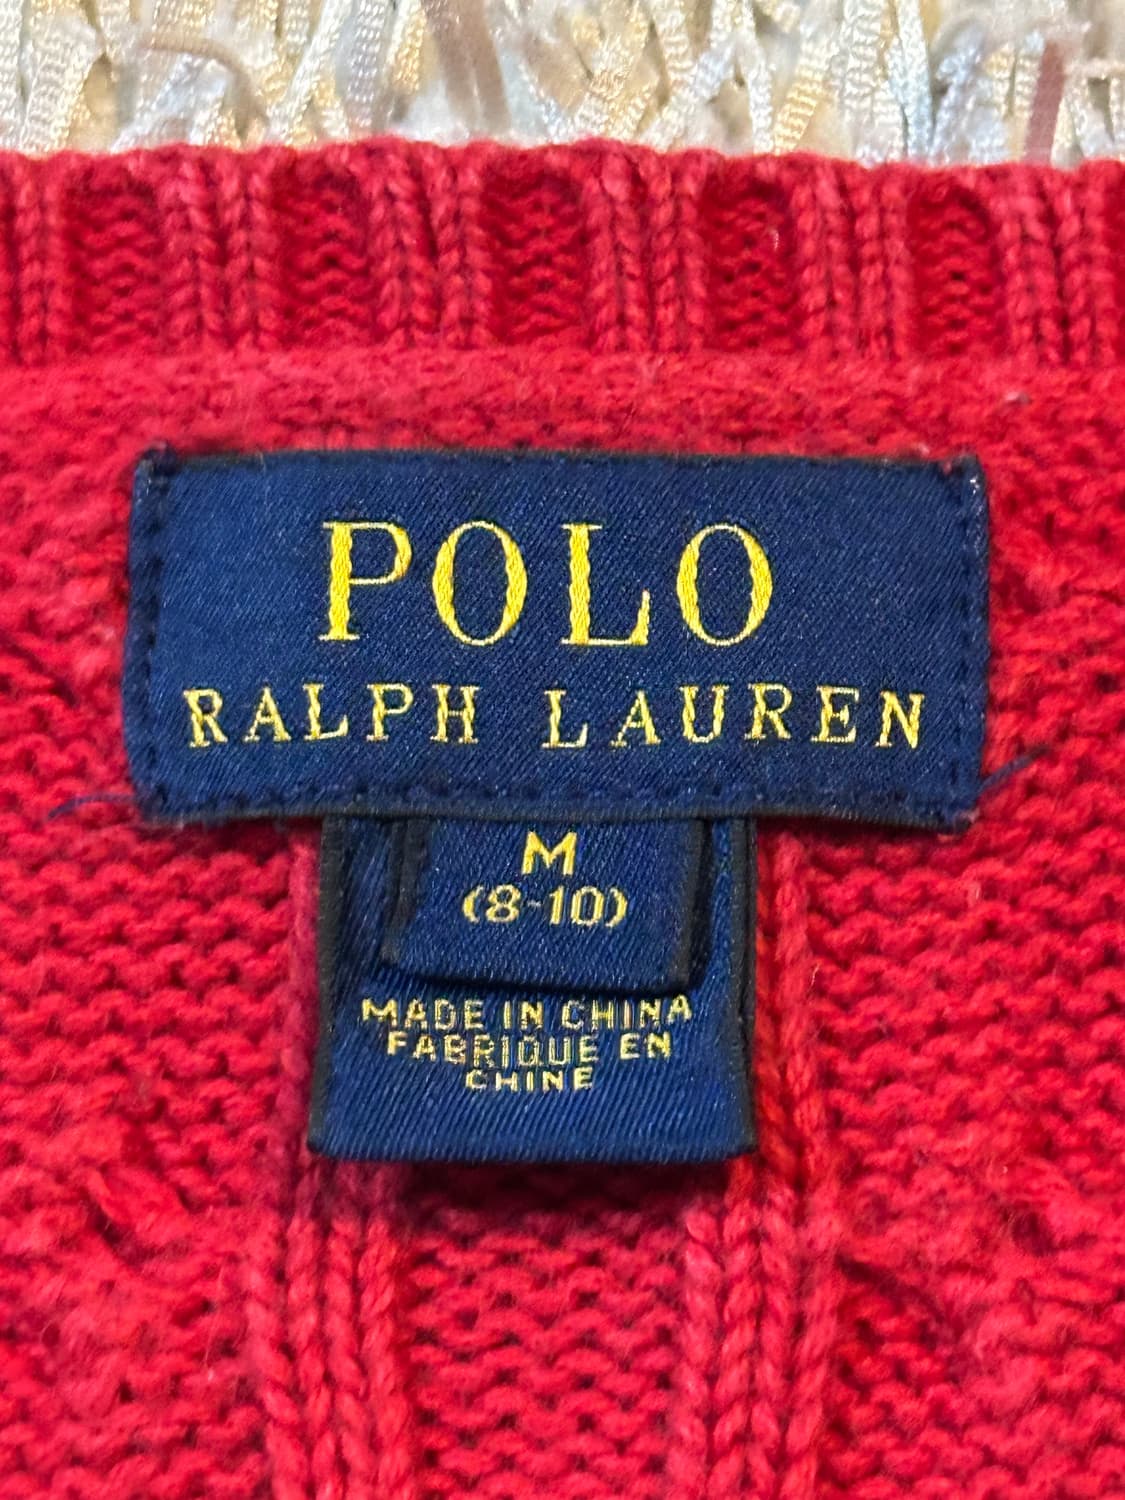 POLO
RALPH LAUREN
M
(8-10)
MADE IN CHINA
FABRIQUE EN
CHINE